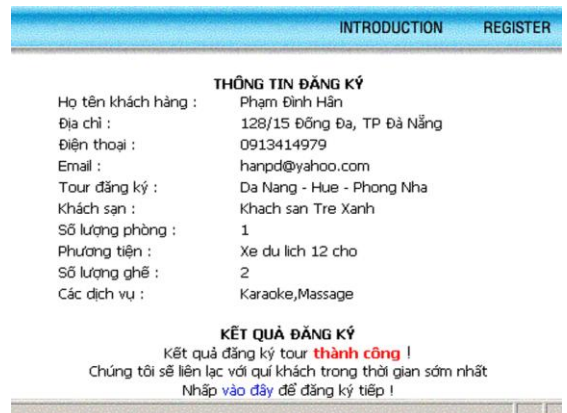 INTRODUCTION REGISTER
THÔNG TIN ĐĂNG KÝ
Họ tên khách hàng : Phạm Đình Hân
Địa chỉ : 128/15 Đống Đa, TP Đà Nẵng
Điện thoại : 0913414979
Email : hanpd@yahoo.com
Tour đăng ký : Da Nang - Hue - Phong Nha
Khách sạn : Khach san Tre Xanh
Số lượng phòng : 1
Phương tiện : Xe du lich 12 cho
Số lượng ghế : 2
Các dịch vụ : Karaoke,Massage
KẾT QUẢ ĐĂNG KÝ
Kết quả đăng ký tour thành công !
Chúng tôi sẽ liên lạc với quí khách trong thời gian sớm nhất
Nhấp vào đây để đăng ký tiếp !